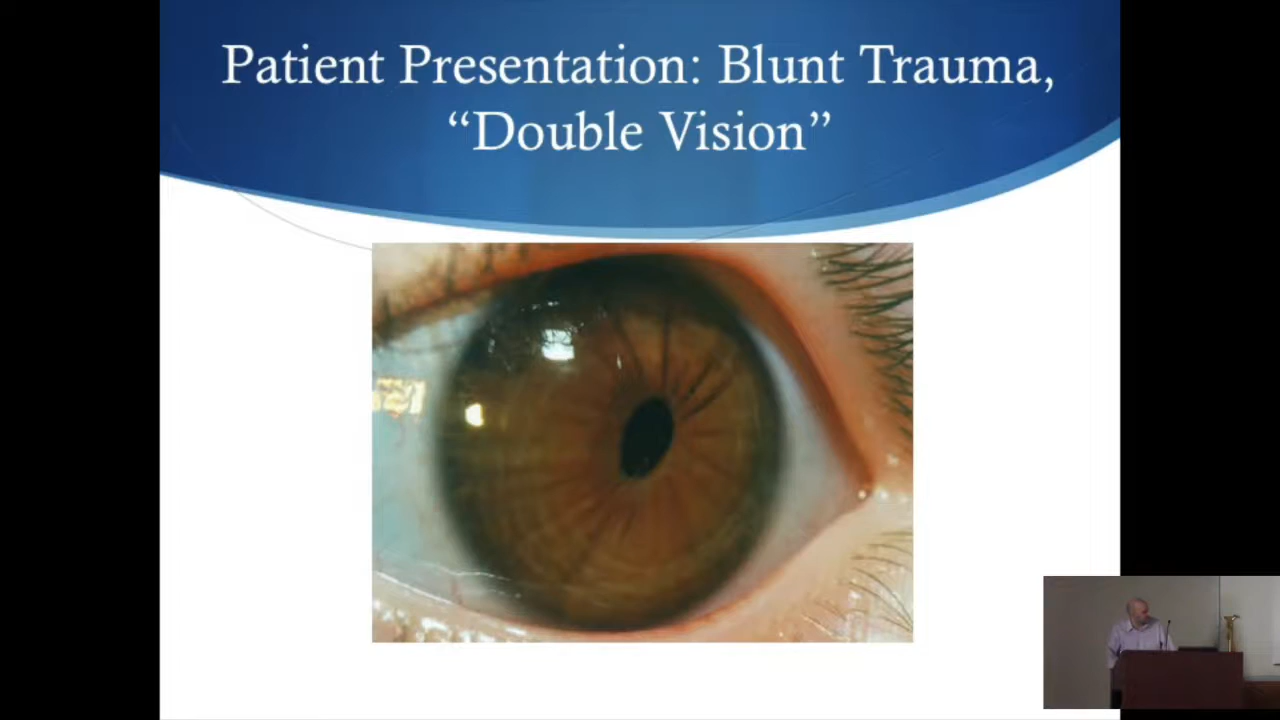 Patient Presentation: Blunt Trauma,
“Double Vision”